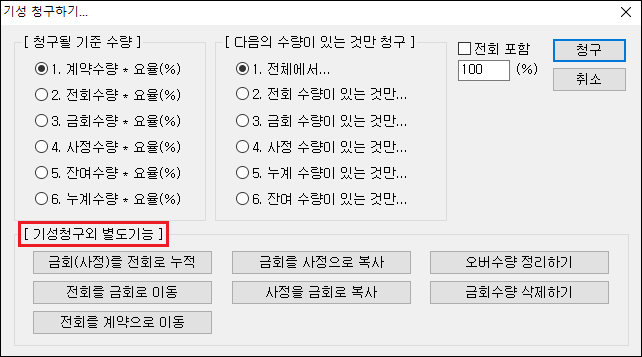 기성 청구하기...
[ 청구될 기준 수량 ]
1. 계약수량 * 요율(%)
2. 전회수량 * 요율(%)
3. 금회수량 * 요율(%)
4. 사정수량 * 요율(%)
5. 잔여수량 * 요율(%)
6. 누계수량 * 요율(%)
[ 다음의 수량이 있는 것만 청구 ]
1. 전체에서...
2. 전회 수량이 있는 것만...
3. 금회 수량이 있는 것만...
4. 사정 수량이 있는 것만...
5. 누계 수량이 있는 것만...
6. 잔여 수량이 있는 것만...
전회 포함
100 (%)
청구
취소
[ 기성청구외 별도기능 ]
금회(사정)를 전회로 누적
금회를 사정으로 복사
오버수량 정리하기
전회를 금회로 이동
사정을 금회로 복사
금회수량 삭제하기
전회를 계약으로 이동